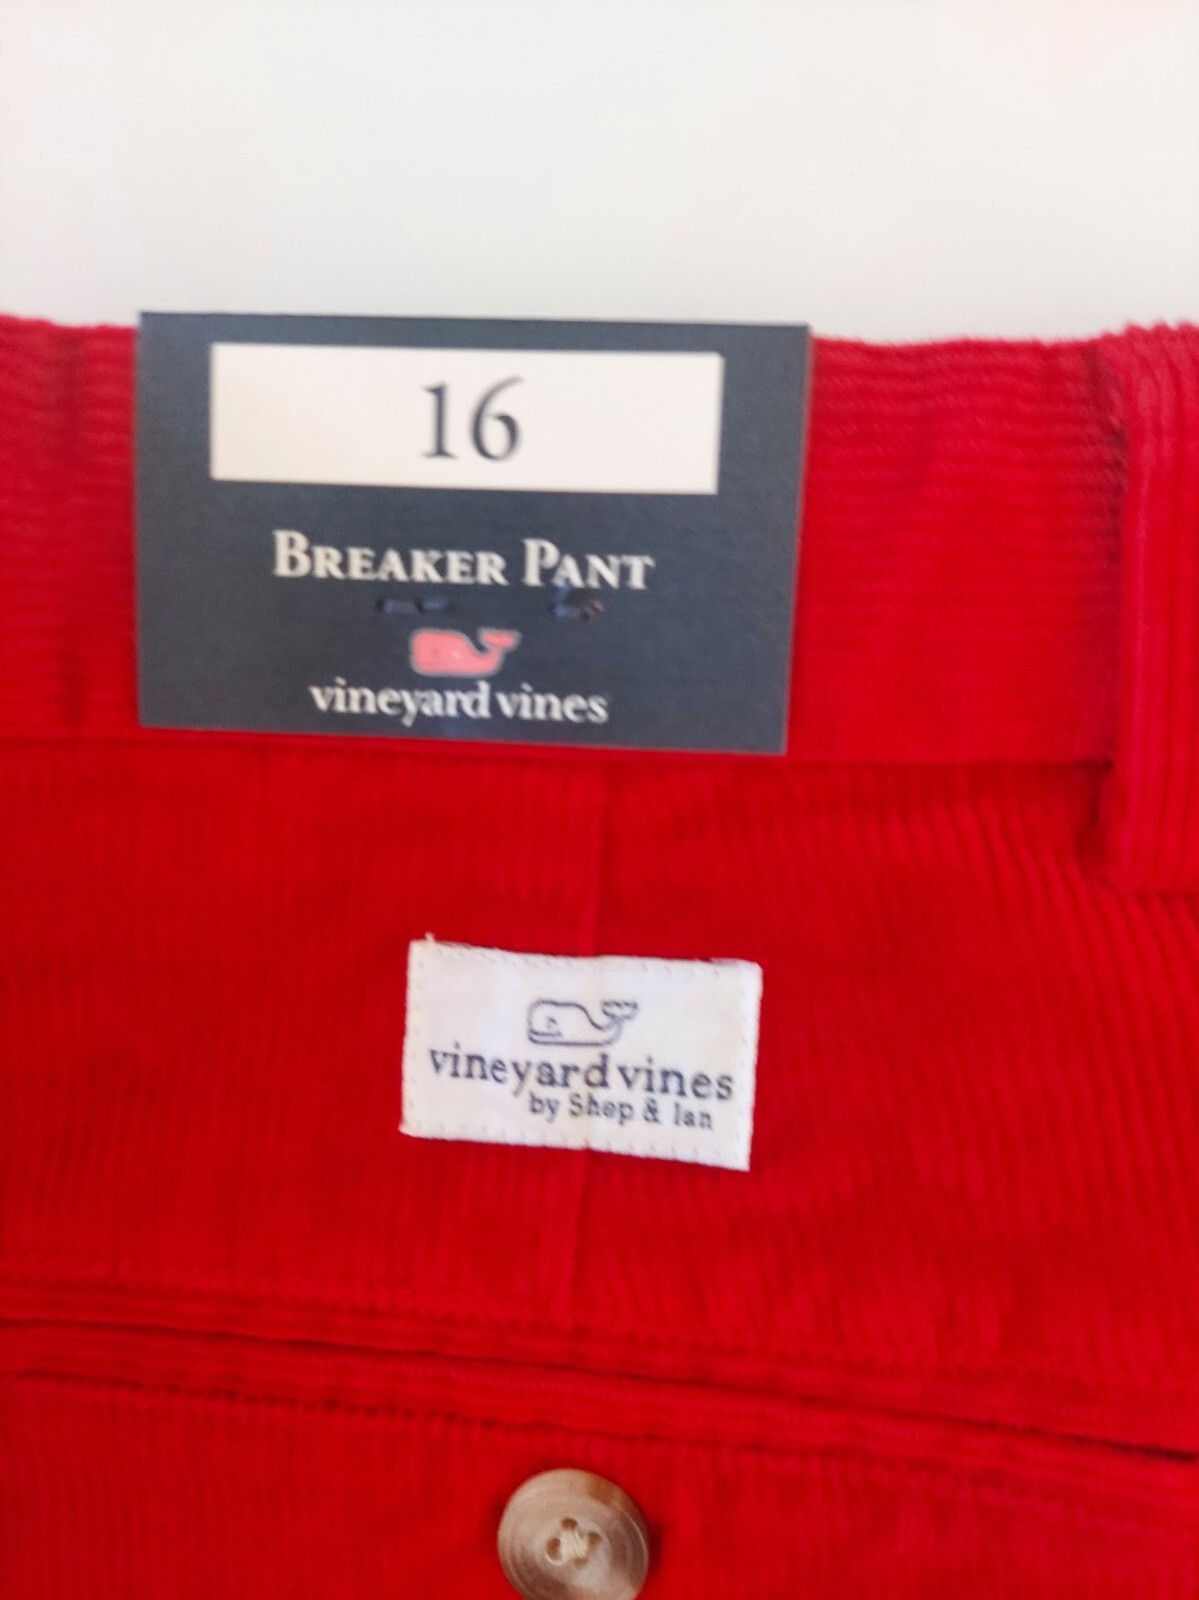 16
BREAKER PANT
vineyard vines
vineyard vines
by Shep & Ian